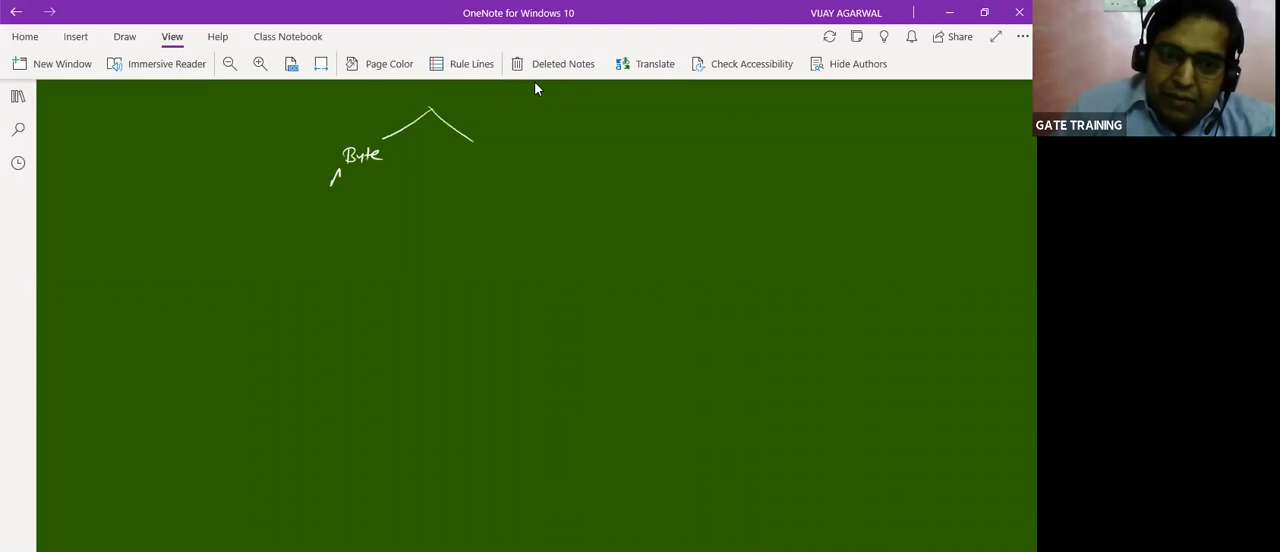 OneNote for Windows 10
VIJAY AGARWAL
Home Insert Draw View Help Class Notebook
Share
New Window Immersive Reader Page Color Rule Lines Deleted Notes Translate Check Accessibility Hide Authors
GATE TRAINING
Byte